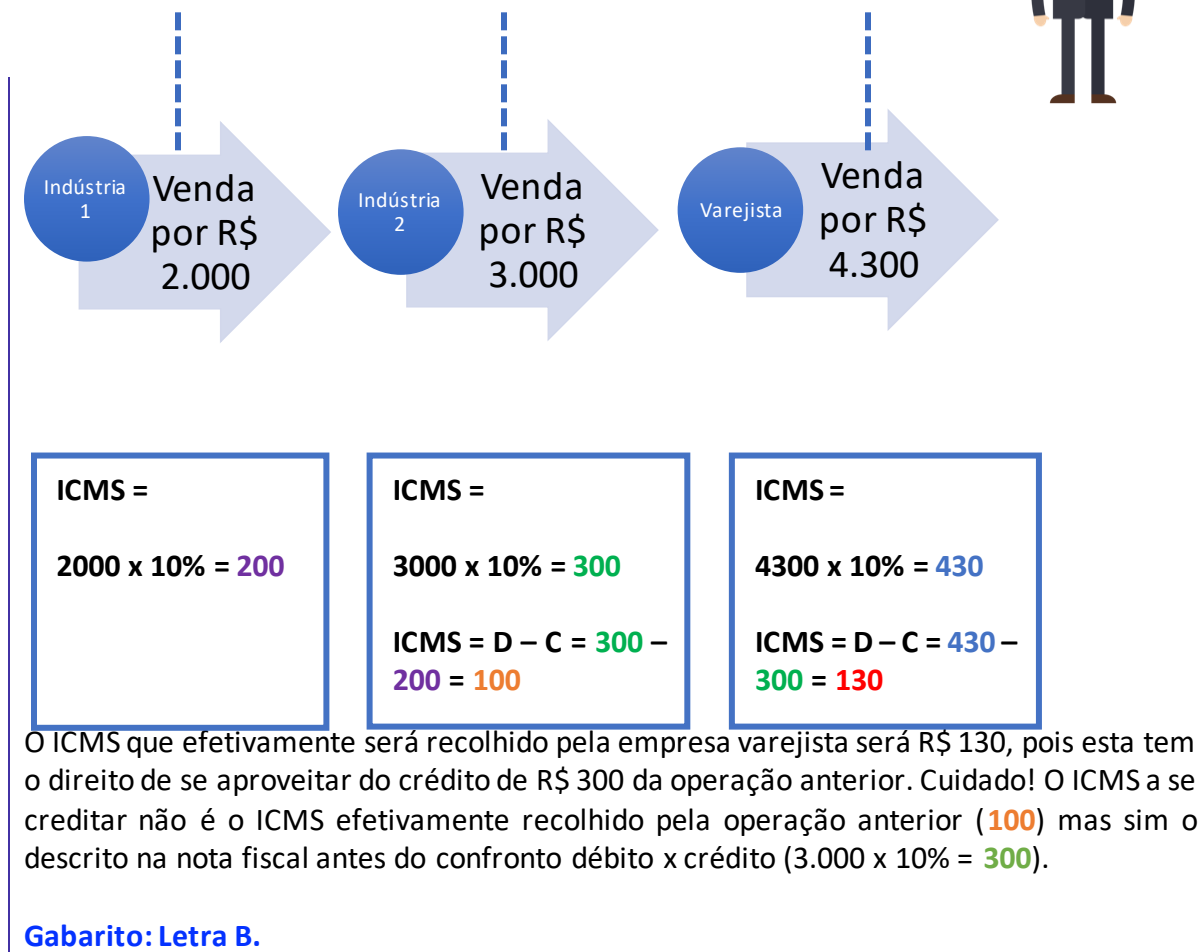 Indústria
1
Venda
por R$
2.000
Indústria
2
Venda
por R$
3.000
Varejista
Venda
por R$
4.300
ICMS =
2000 x 10% = 200
ICMS =
3000 x 10% = 300
ICMS = D – C = 300 –
200 = 100
ICMS =
4300 x 10% = 430
ICMS = D – C = 430 –
300 = 130
O ICMS que efetivamente será recolhido pela empresa varejista será R$ 130, pois esta tem
o direito de se aproveitar do crédito de R$ 300 da operação anterior. Cuidado! O ICMS a se
creditar não é o ICMS efetivamente recolhido pela operação anterior (100) mas sim o
descrito na nota fiscal antes do confronto débito x crédito (3.000 x 10% = 300).
Gabarito: Letra B.